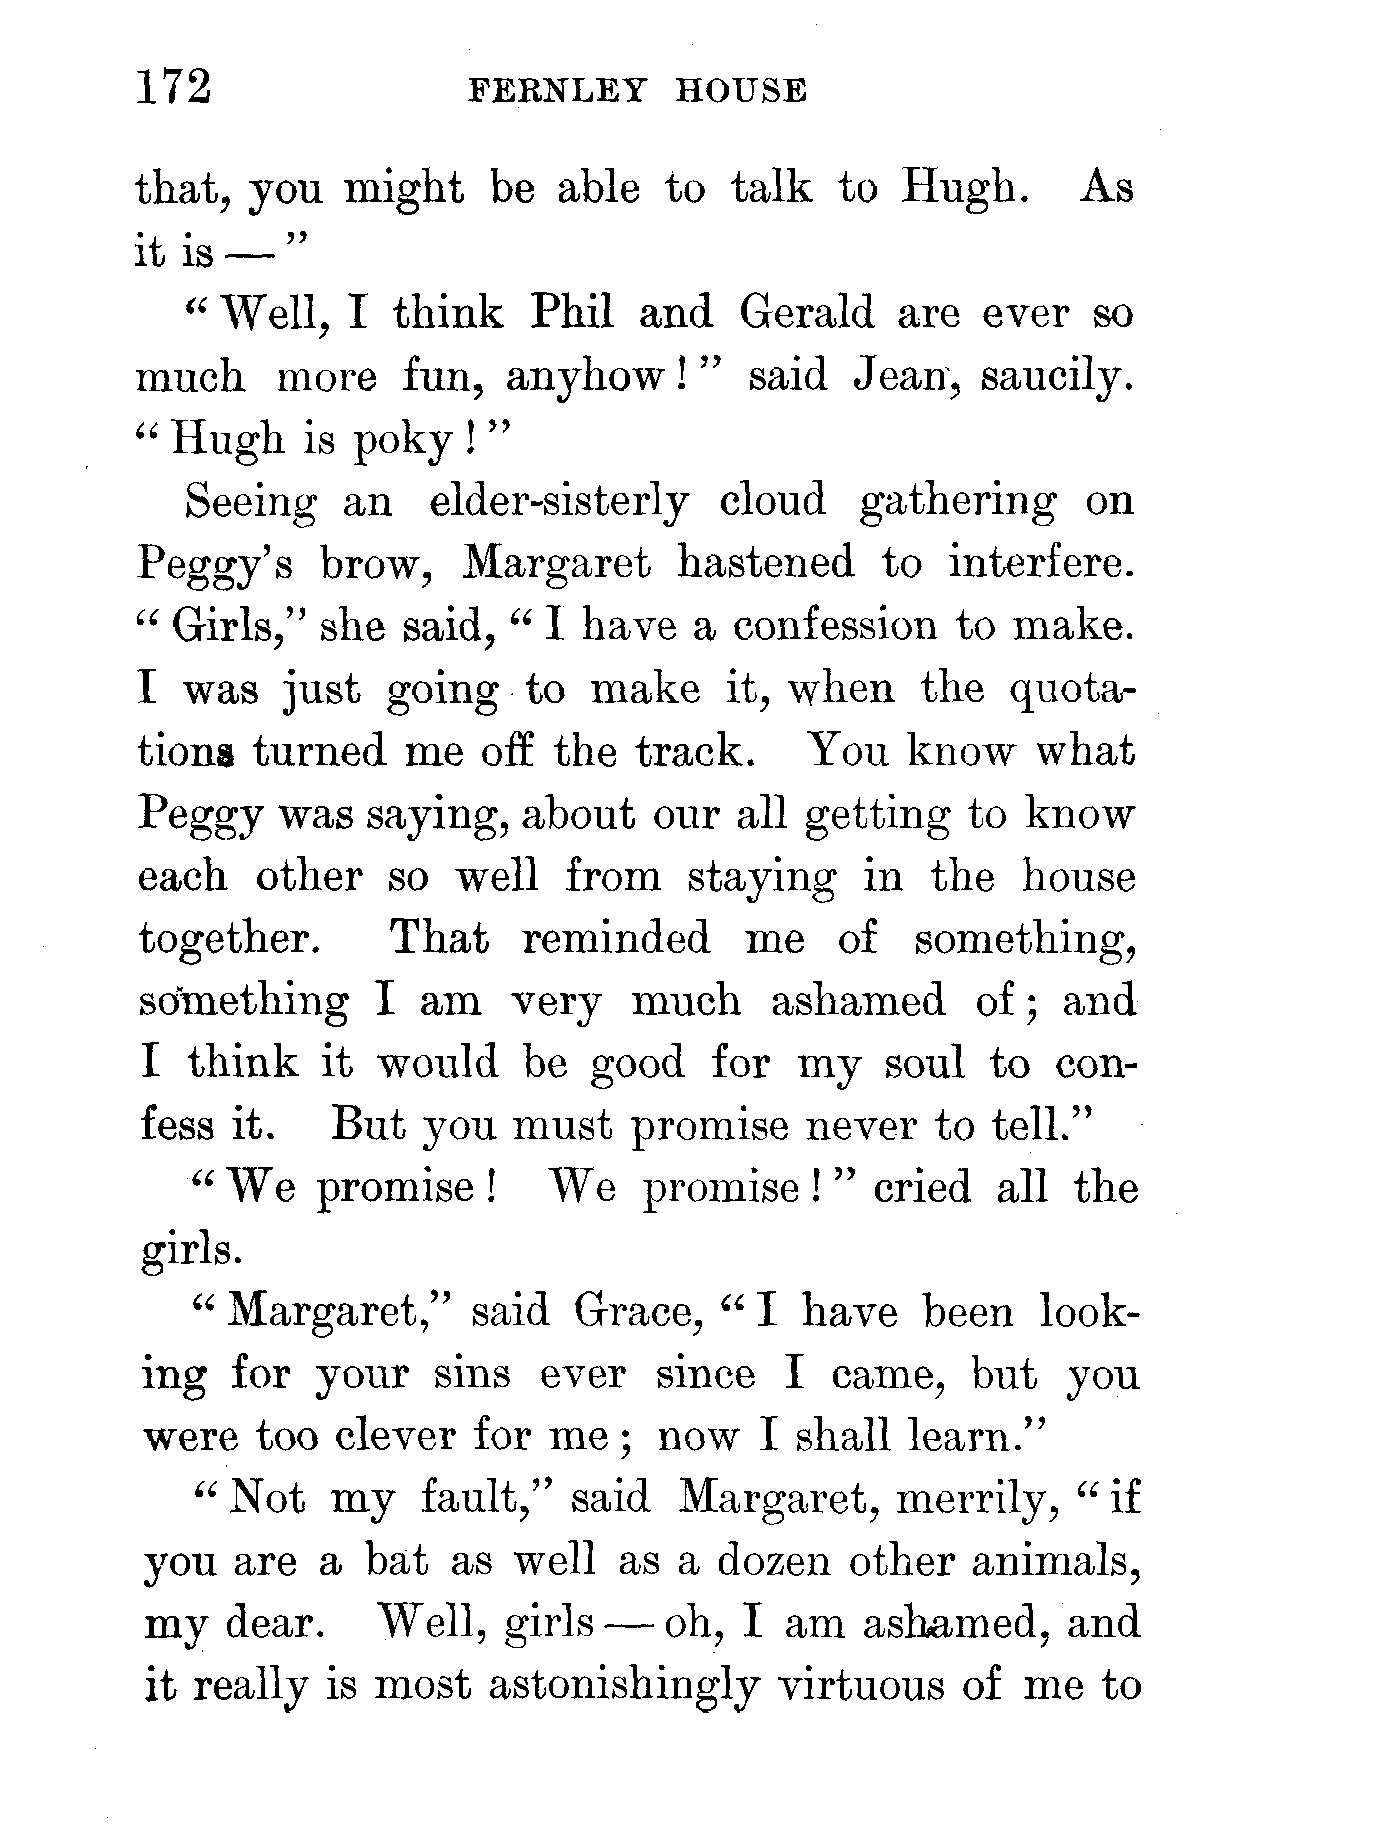 172 FERNLEY HOUSE
that, you might be able to talk to Hugh. As
it is — "
" Well, I think Phil and Gerald are ever so
much more fun, anyhow ! " said Jean, saucily.
" Hugh is poky ! "
Seeing an elder-sisterly cloud gathering on
Peggy's brow, Margaret hastened to interfere.
" Girls," she said, " I have a confession to make.
I was just going to make it, when the quota-
tions turned me off the track. You know what
Peggy was saying, about our all getting to know
each other so well from staying in the house
together. That reminded me of something,
something I am very much ashamed of ; and
I think it would be good for my soul to con-
fess it. But you must promise never to tell."
" We promise ! We promise ! " cried all the
girls.
" Margaret," said Grace, " I have been look-
ing for your sins ever since I came, but you
were too clever for me ; now I shall learn."
" Not my fault," said Margaret, merrily, " if
you are a bat as well as a dozen other animals,
my dear. Well, girls — oh, I am ashamed, and
it really is most astonishingly virtuous of me to